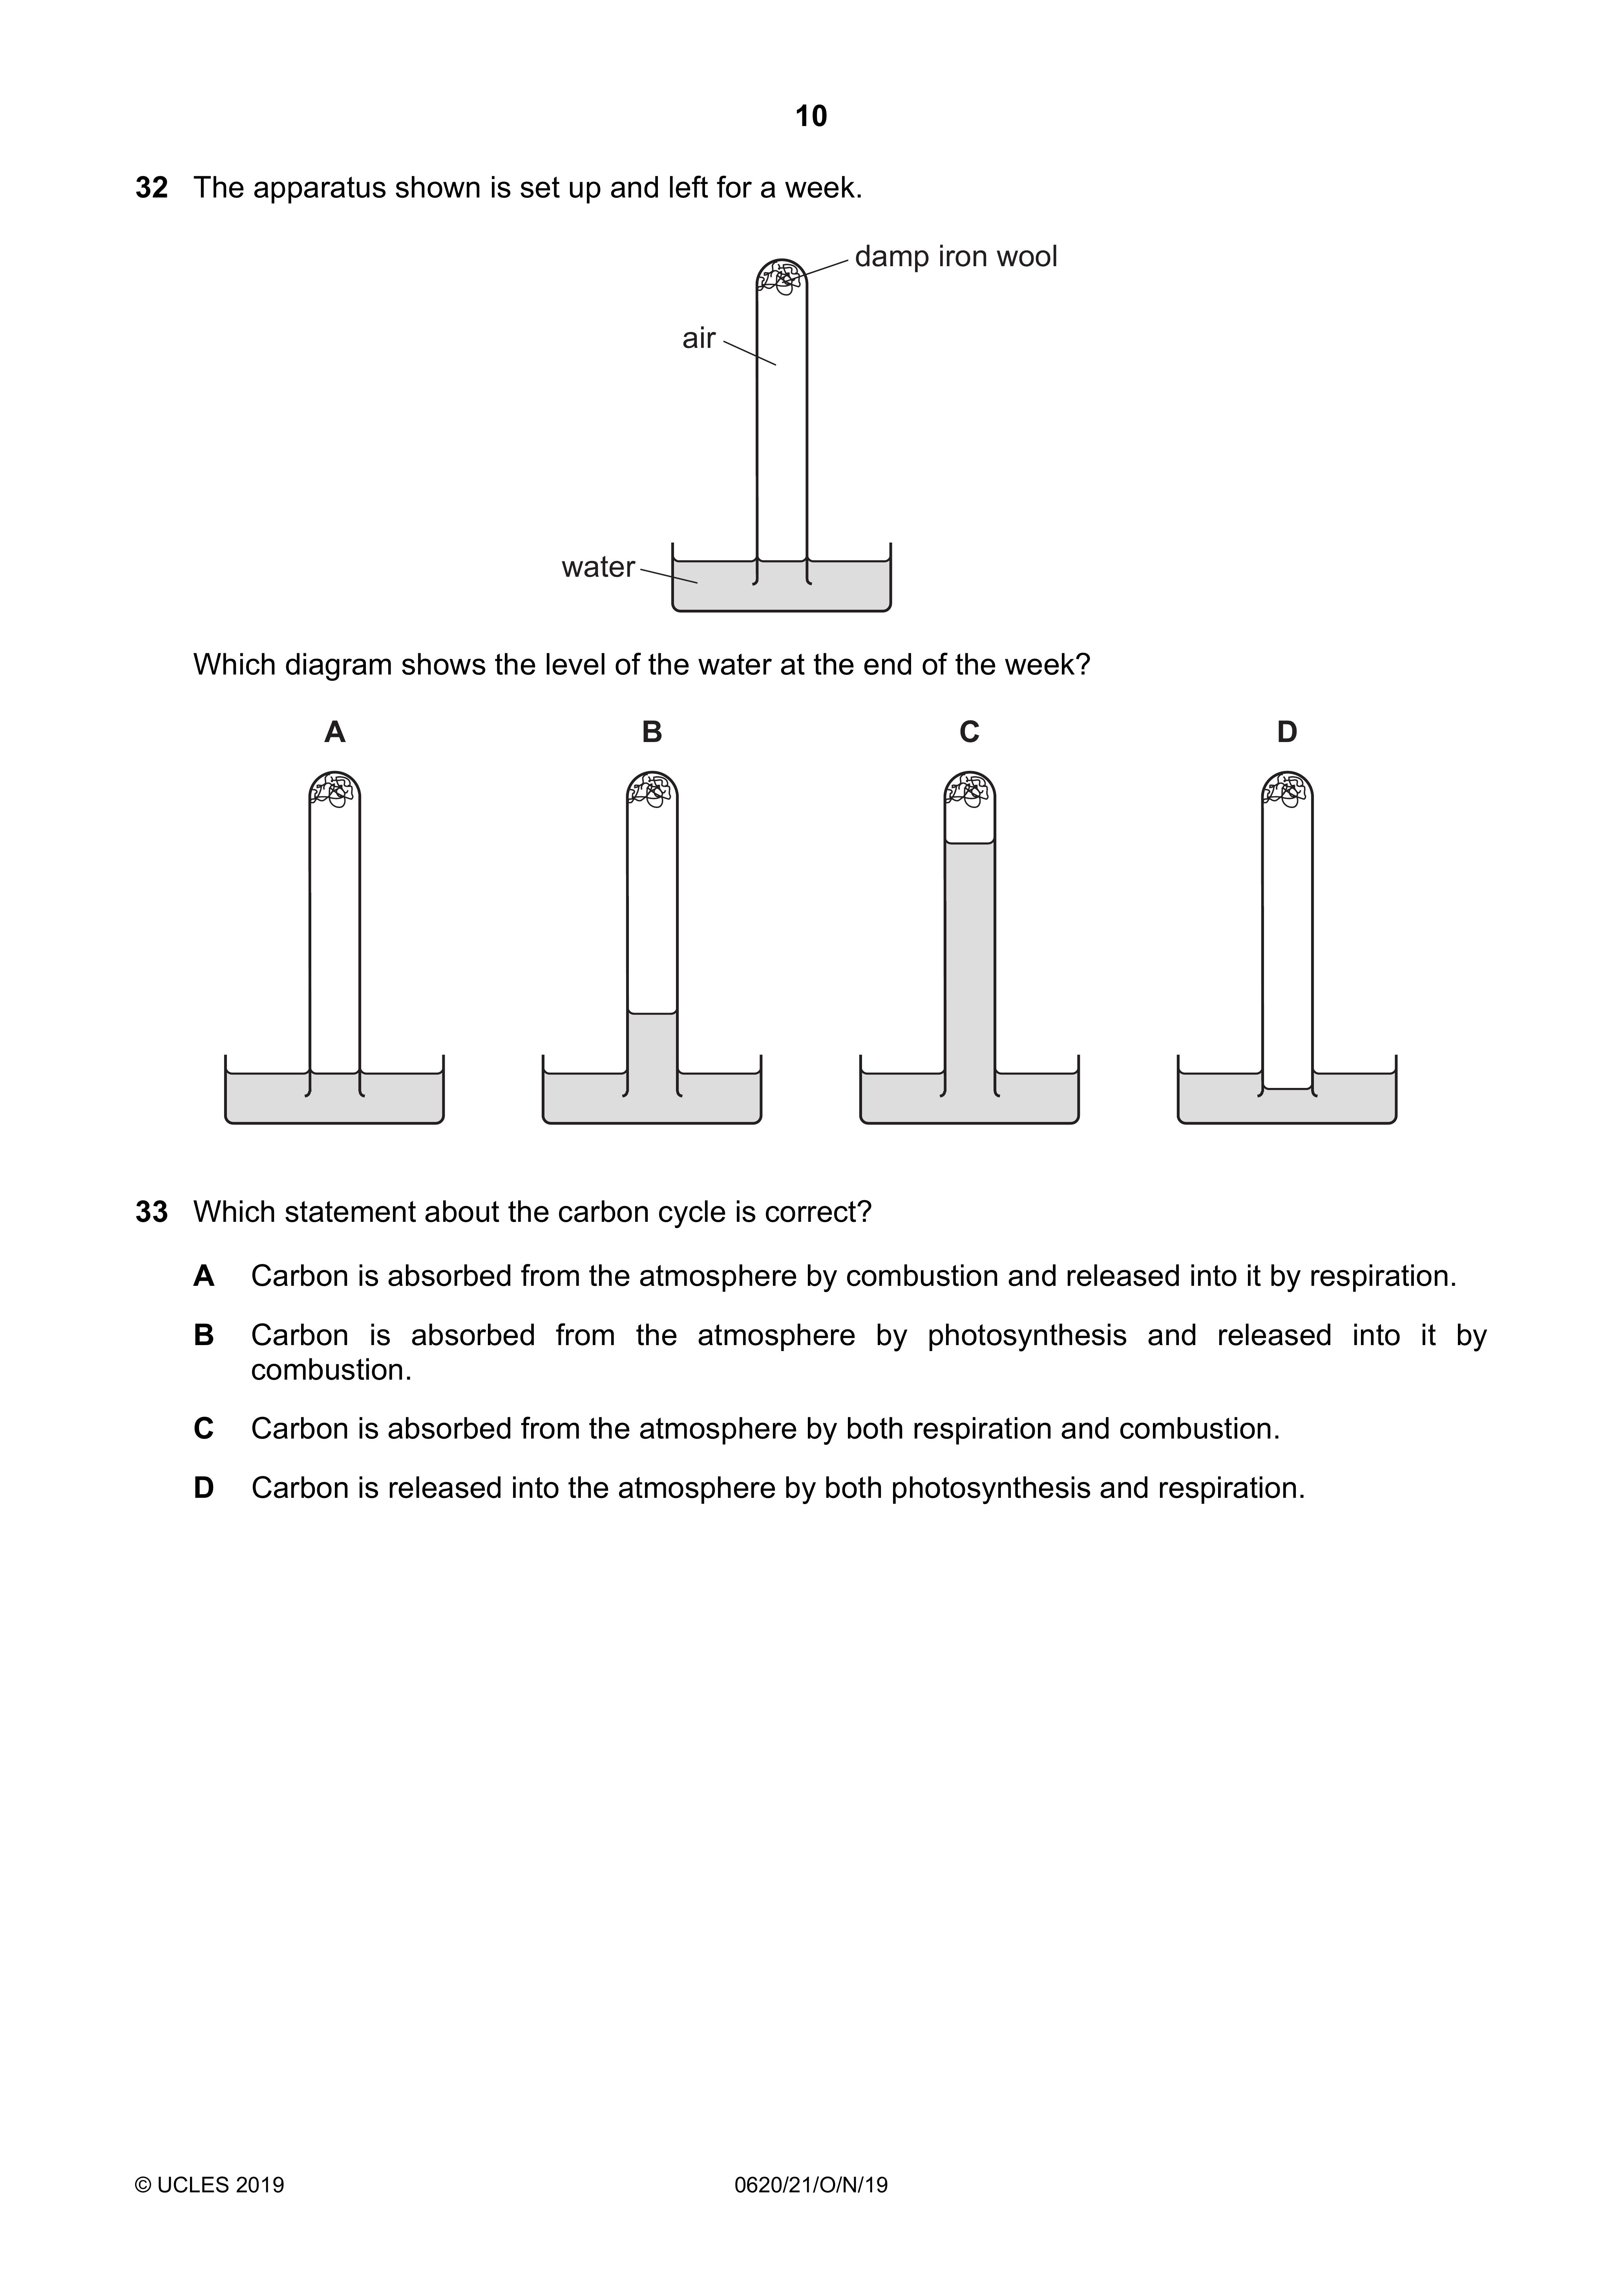 10
32 The apparatus shown is set up and left for a week.
damp iron wool
air
water
Which diagram shows the level of the water at the end of the week?
A B C D
33 Which statement about the carbon cycle is correct?
A Carbon is absorbed from the atmosphere by combustion and released into it by respiration.
B Carbon is absorbed from the atmosphere by photosynthesis and released into it by
combustion.
C Carbon is absorbed from the atmosphere by both respiration and combustion.
D Carbon is released into the atmosphere by both photosynthesis and respiration.
© UCLES 2019 0620/21/O/N/19